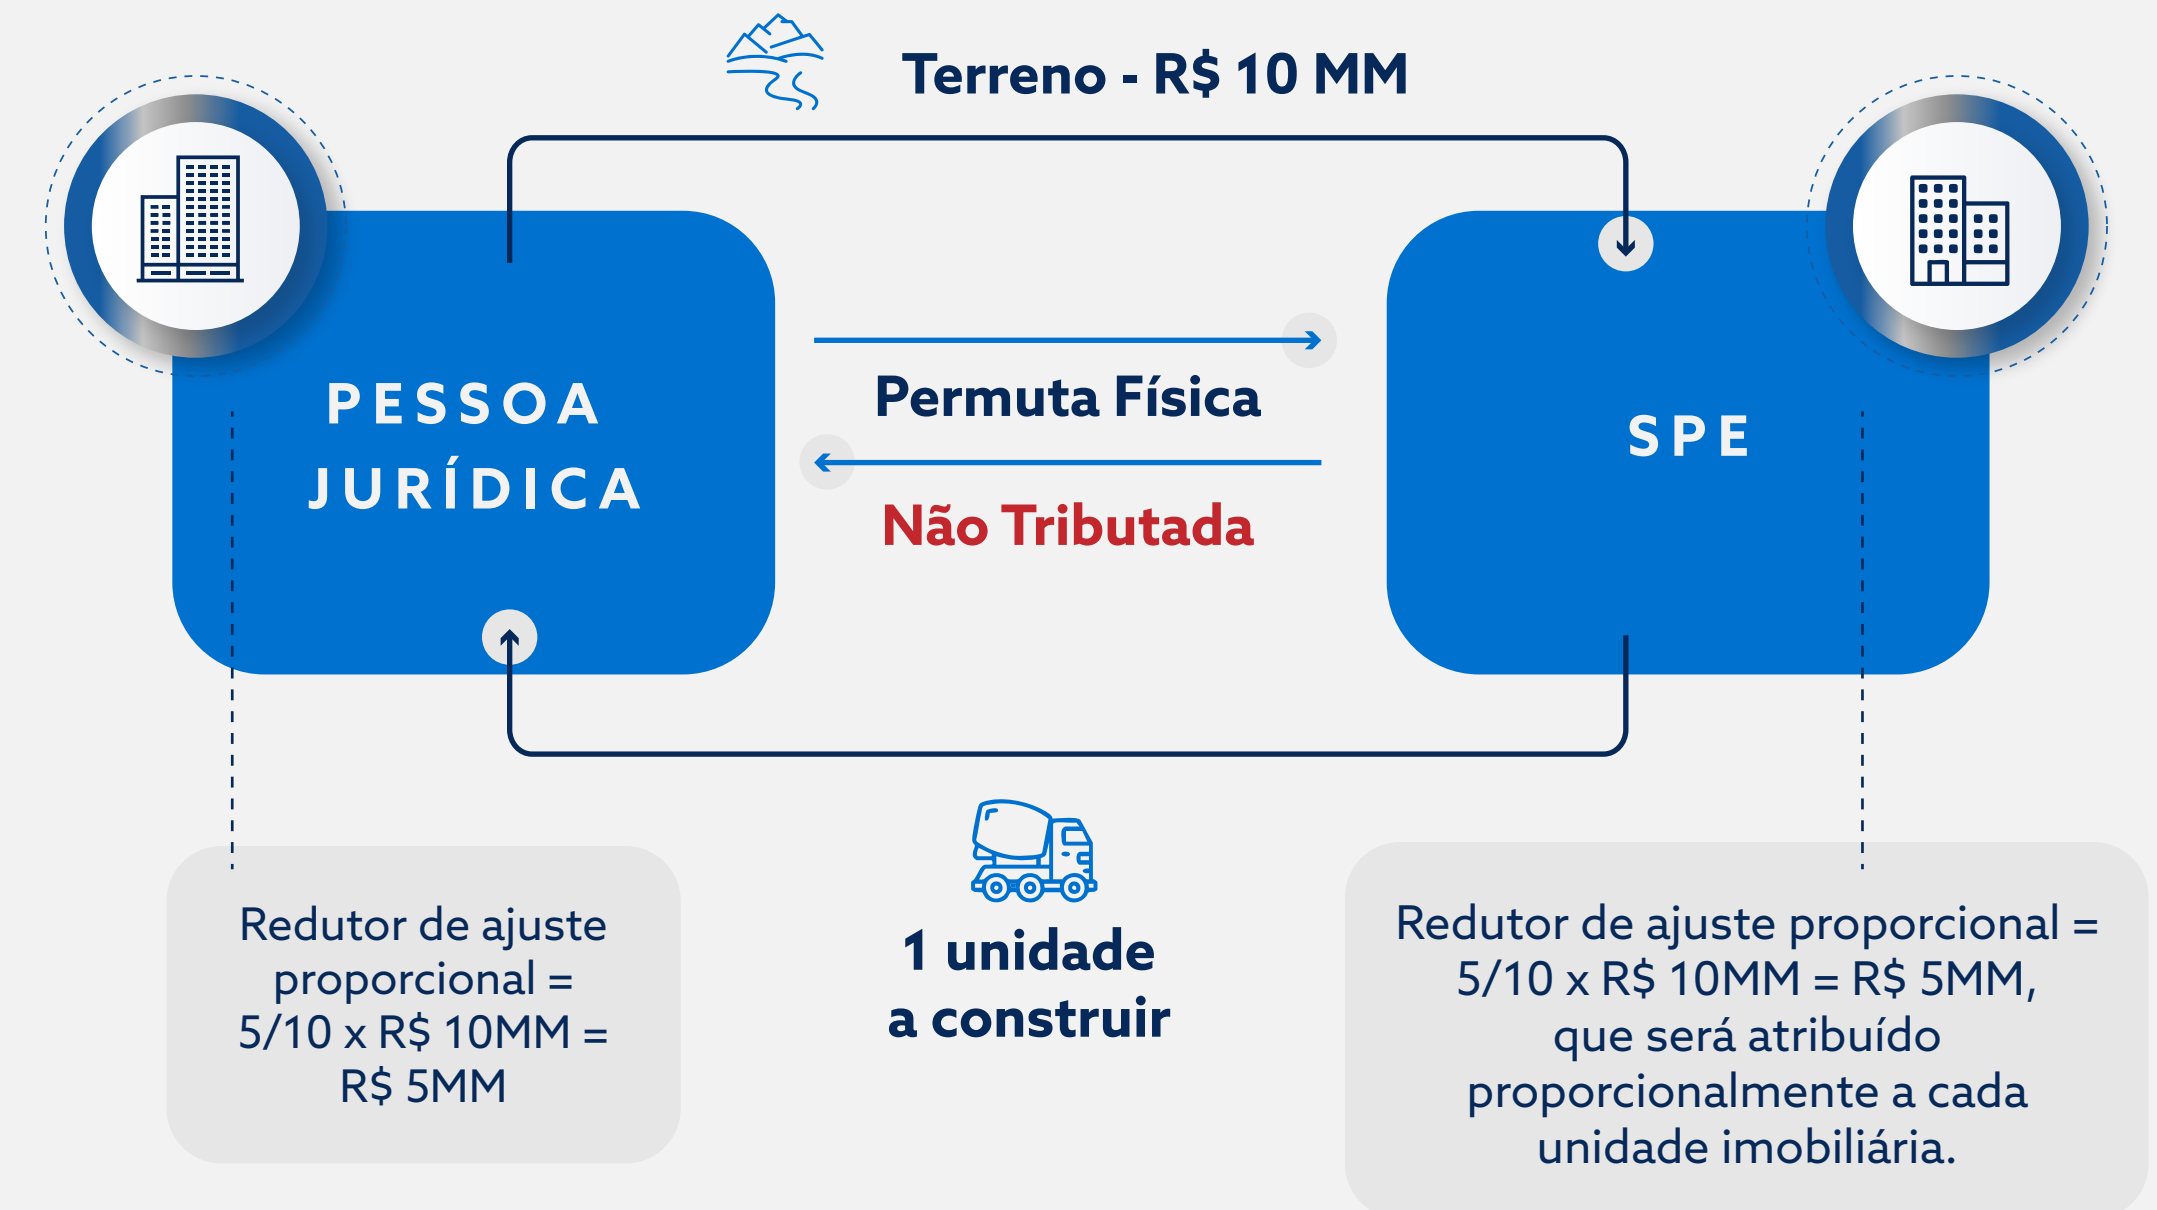 Terreno - R$ 10 MM
PESSOA
JURÍDICA
Permuta Física
Não Tributada
SPE
1 unidade
a construir
Redutor de ajuste
proporcional =
5/10 x R$ 10MM =
R$ 5MM
Redutor de ajuste proporcional =
5/10 x R$ 10MM = R$ 5MM,
que será atribuído
proporcionalmente a cada
unidade imobiliária.